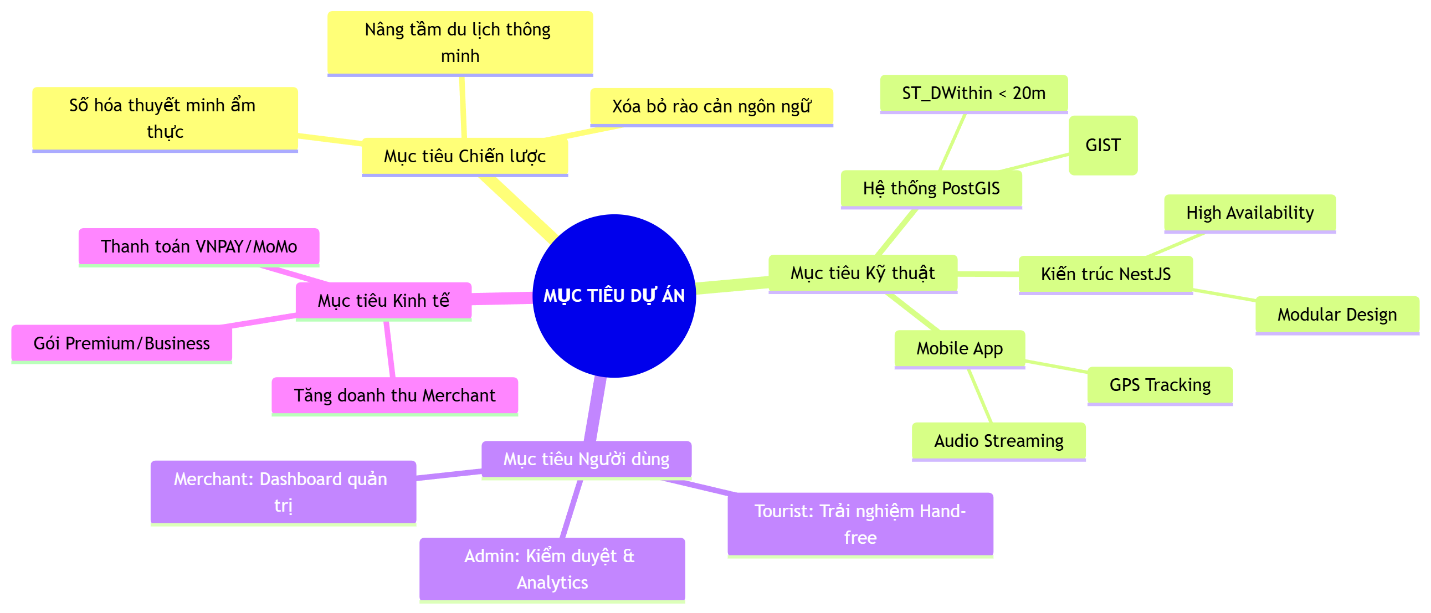 Nâng tầm du lịch thông
minh
Số hóa thuyết minh ẩm
thực
Xóa bỏ rào cản ngôn ngữ
Mục tiêu Chiến lược
ST_DWithin < 20m
GIST
Hệ thống PostGIS
High Availability
Thanh toán VNPAY/MoMo
Mục tiêu Kỹ thuật
Kiến trúc NestJS
MỤC TIÊU DỰ ÁN
Mục tiêu Kinh tế
Modular Design
Gói Premium/Business
Mobile App
GPS Tracking
Tăng doanh thu Merchant
Audio Streaming
Mục tiêu Người dùng
Merchant: Dashboard quản
trị
Tourist: Trải nghiệm Hand-
free
Admin: Kiểm duyệt &
Analytics